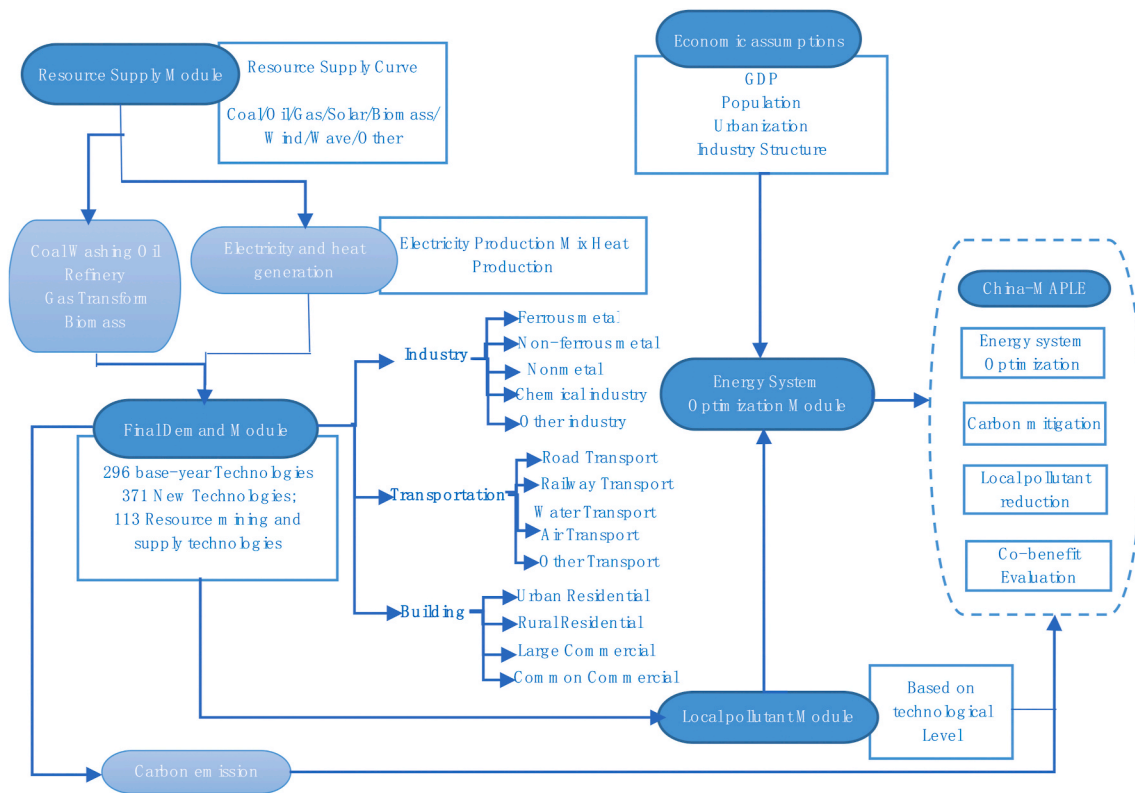 Resource Supply Module
Resource Supply Curve
Coal/Oil/Gas/Solar/Biomass/
Wind/Wave/Other
Economic assumptions
GDP
Population
Urbanization
Industry Structure
Coal Washing Oil
Refinery
Gas Transform
Biomass
Electricity and heat
generation
Electricity Production Mix Heat
Production
Final Demand Module
296 base-year Technologies
371 New Technologies;
113 Resource mining and
supply technologies
Industry
Ferrous metal
Non-ferrous metal
Nonmetal
Chemical industry
Other industry
Transportation
Road Transport
Railway Transport
Water Transport
Air Transport
Other Transport
Building
Urban Residential
Rural Residential
Large Commercial
Common Commercial
Energy System
Optimization Module
China-MAPLE
Energy system
Optimization
Carbon mitigation
Local pollutant
reduction
Co-benefit
Evaluation
Local pollutant Module
Based on
technological
Level
Carbon emission